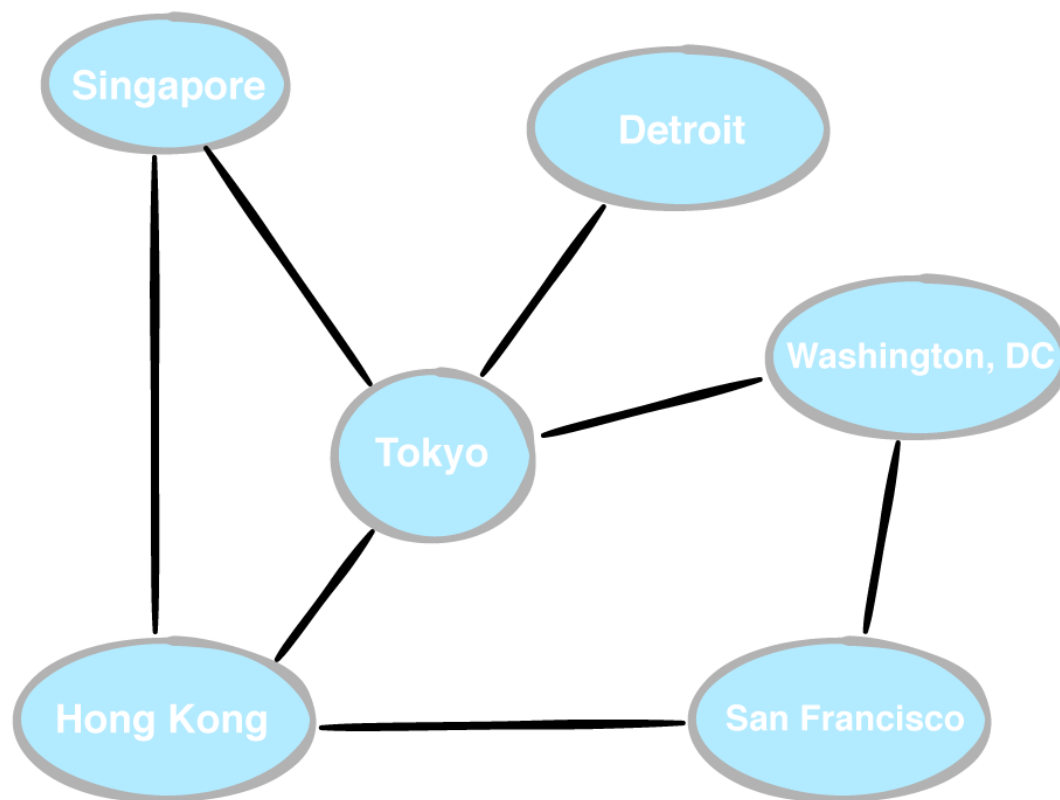 Singapore
Detroit
Washington, DC
Tokyo
Hong Kong
San Francisco